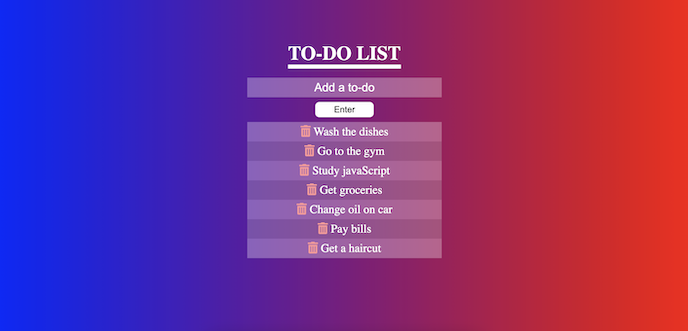 TO-DO LIST
Add a to-do
Enter
Wash the dishes
Go to the gym
Study javaScript
Get groceries
Change oil on car
Pay bills
Get a haircut